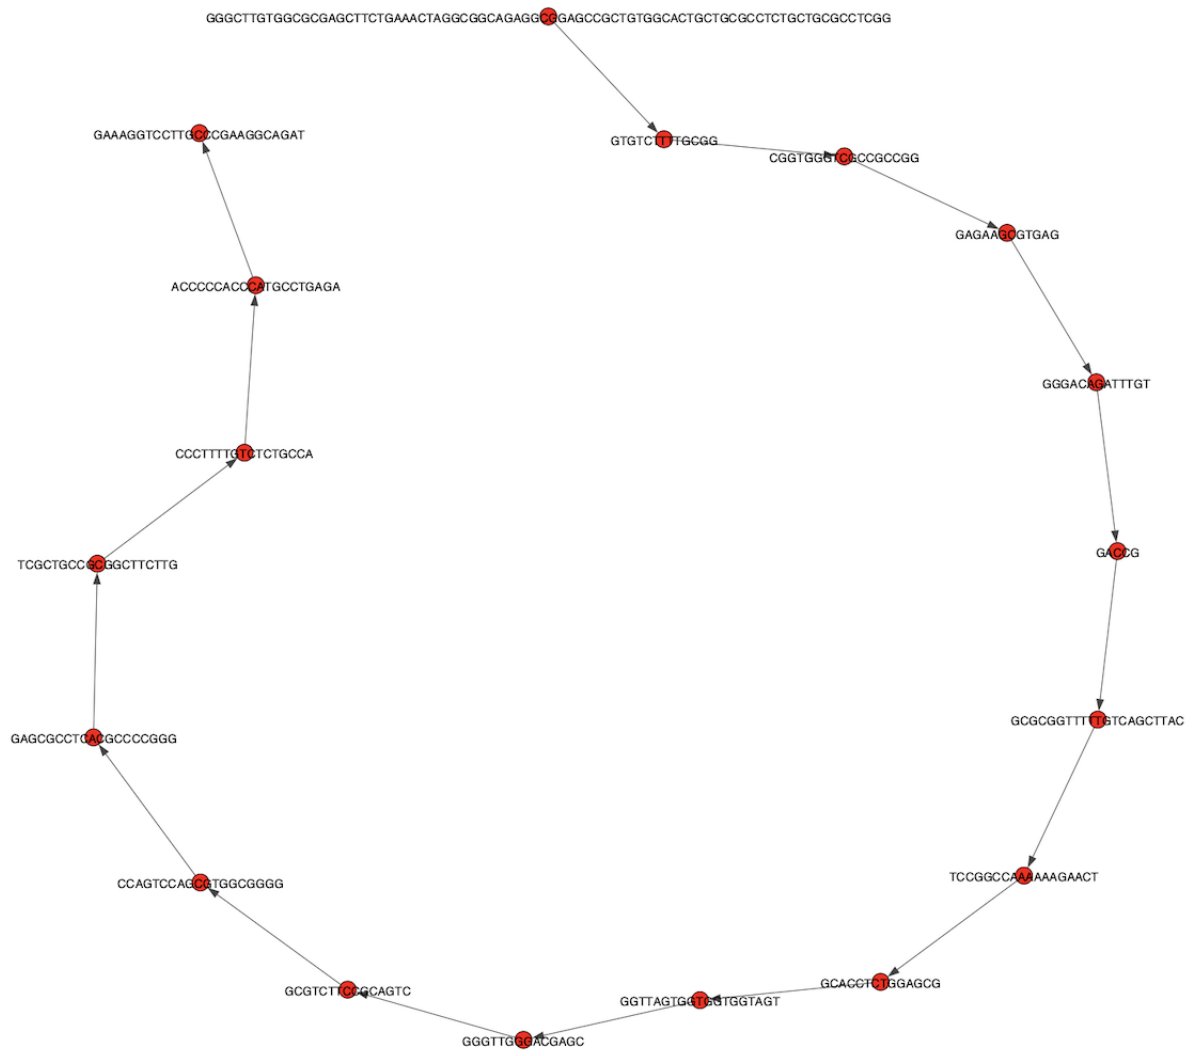 GGGCTTGTGGCGCGAGCTTCTGAAACTAGGCGGCAGAGGCGGAGCCGCTGTGGCACTGCTGCGCCTCTGCTGCGCCTCGG
GAAAGGTCCTTGCCCGAAGGCAGAT
GTGTCTTTTGCGG
CGGTGGGTCGCCGCCGG
GAGAAGCGTGAG
ACCCCCACCCATGCCTGAGA
GGGACAGATTTGT
CCCTTTTGTCTCTGCCA
GACCG
TCGCTGCCGCGGCTTCTTG
GCGCGGTTTTTGTCAGCTTAC
GAGCGCCTCACGCCCCGGG
TCCGGCCAAAAAAGAACT
CCAGTCCAGCGTGGCGGGG
GCACCTCTGGAGCG
GCGTCTTCCGCAGTC
GGTTAGTGGTGGTGGTAGT
GGGTTGGGACGAGC